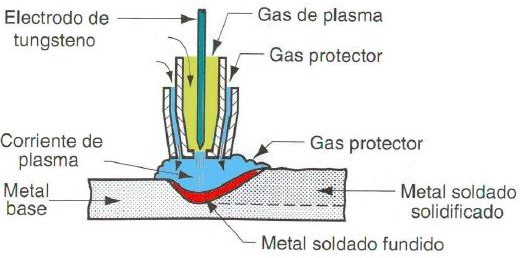 Electrodo de
tungsteno
Gas de plasma
Gas protector
Corriente de
plasma
Gas protector
Metal
base
Metal soldado
solidificado
Metal soldado fundido